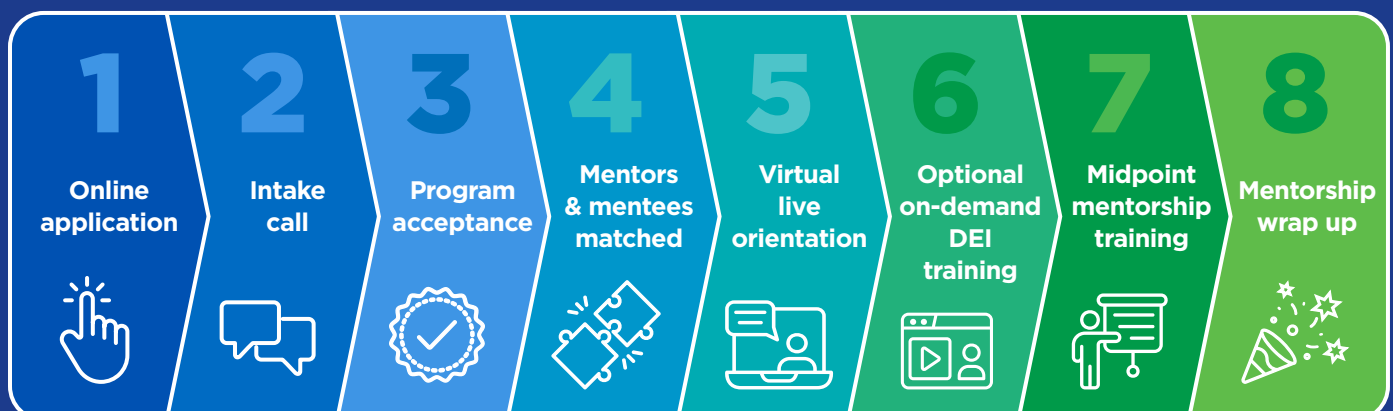 1
Online
application
2
Intake
call
3
Program
acceptance
4
Mentors
& mentees
matched
5
Virtual
live
orientation
6
Optional
on-demand
DEI
training
7
Midpoint
mentorship
training
8
Mentorship
wrap up